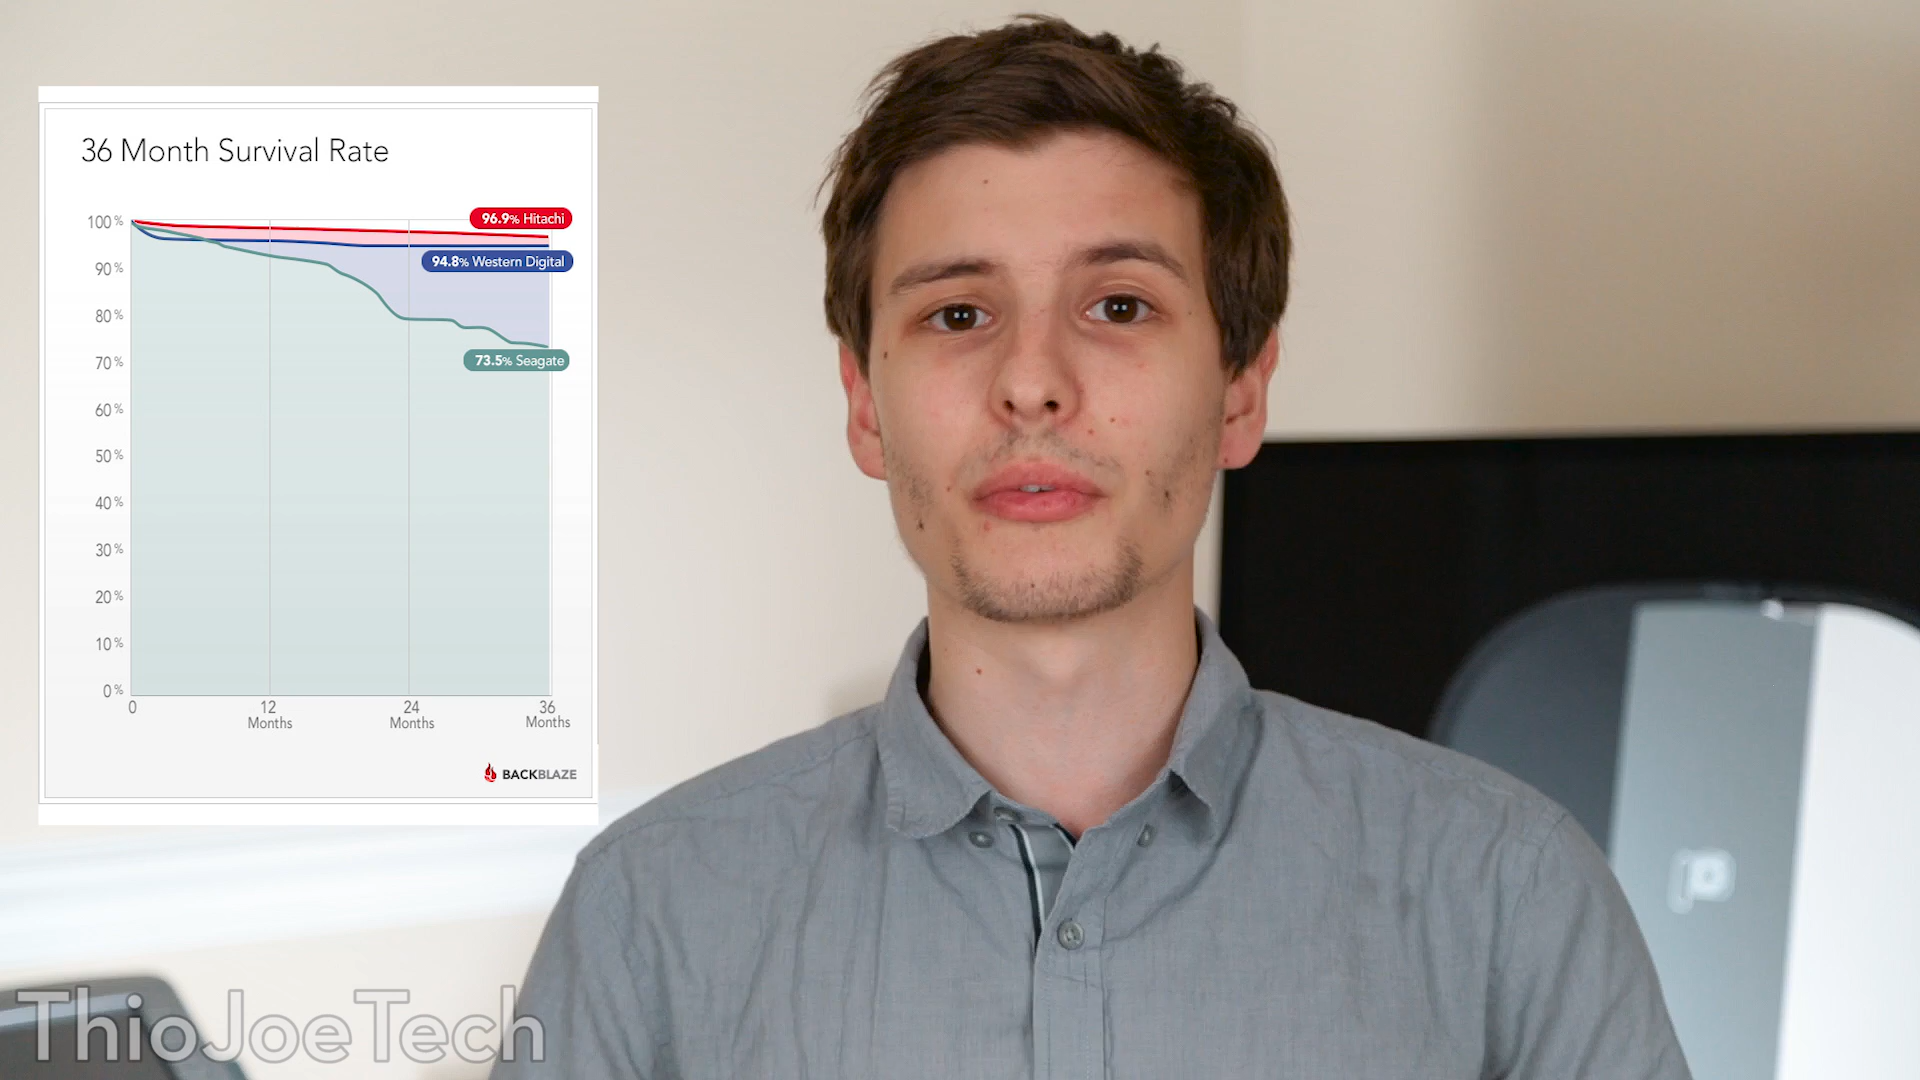 36 Month Survival Rate
100%
96.9% Hitachi
94.8% Western Digital
90%
80%
73.5% Seagate
70%
60%
50%
40%
30%
20%
10%
0%
0
12
Months
24
Months
36
Months
BACKBLAZE
ThioJoeTech